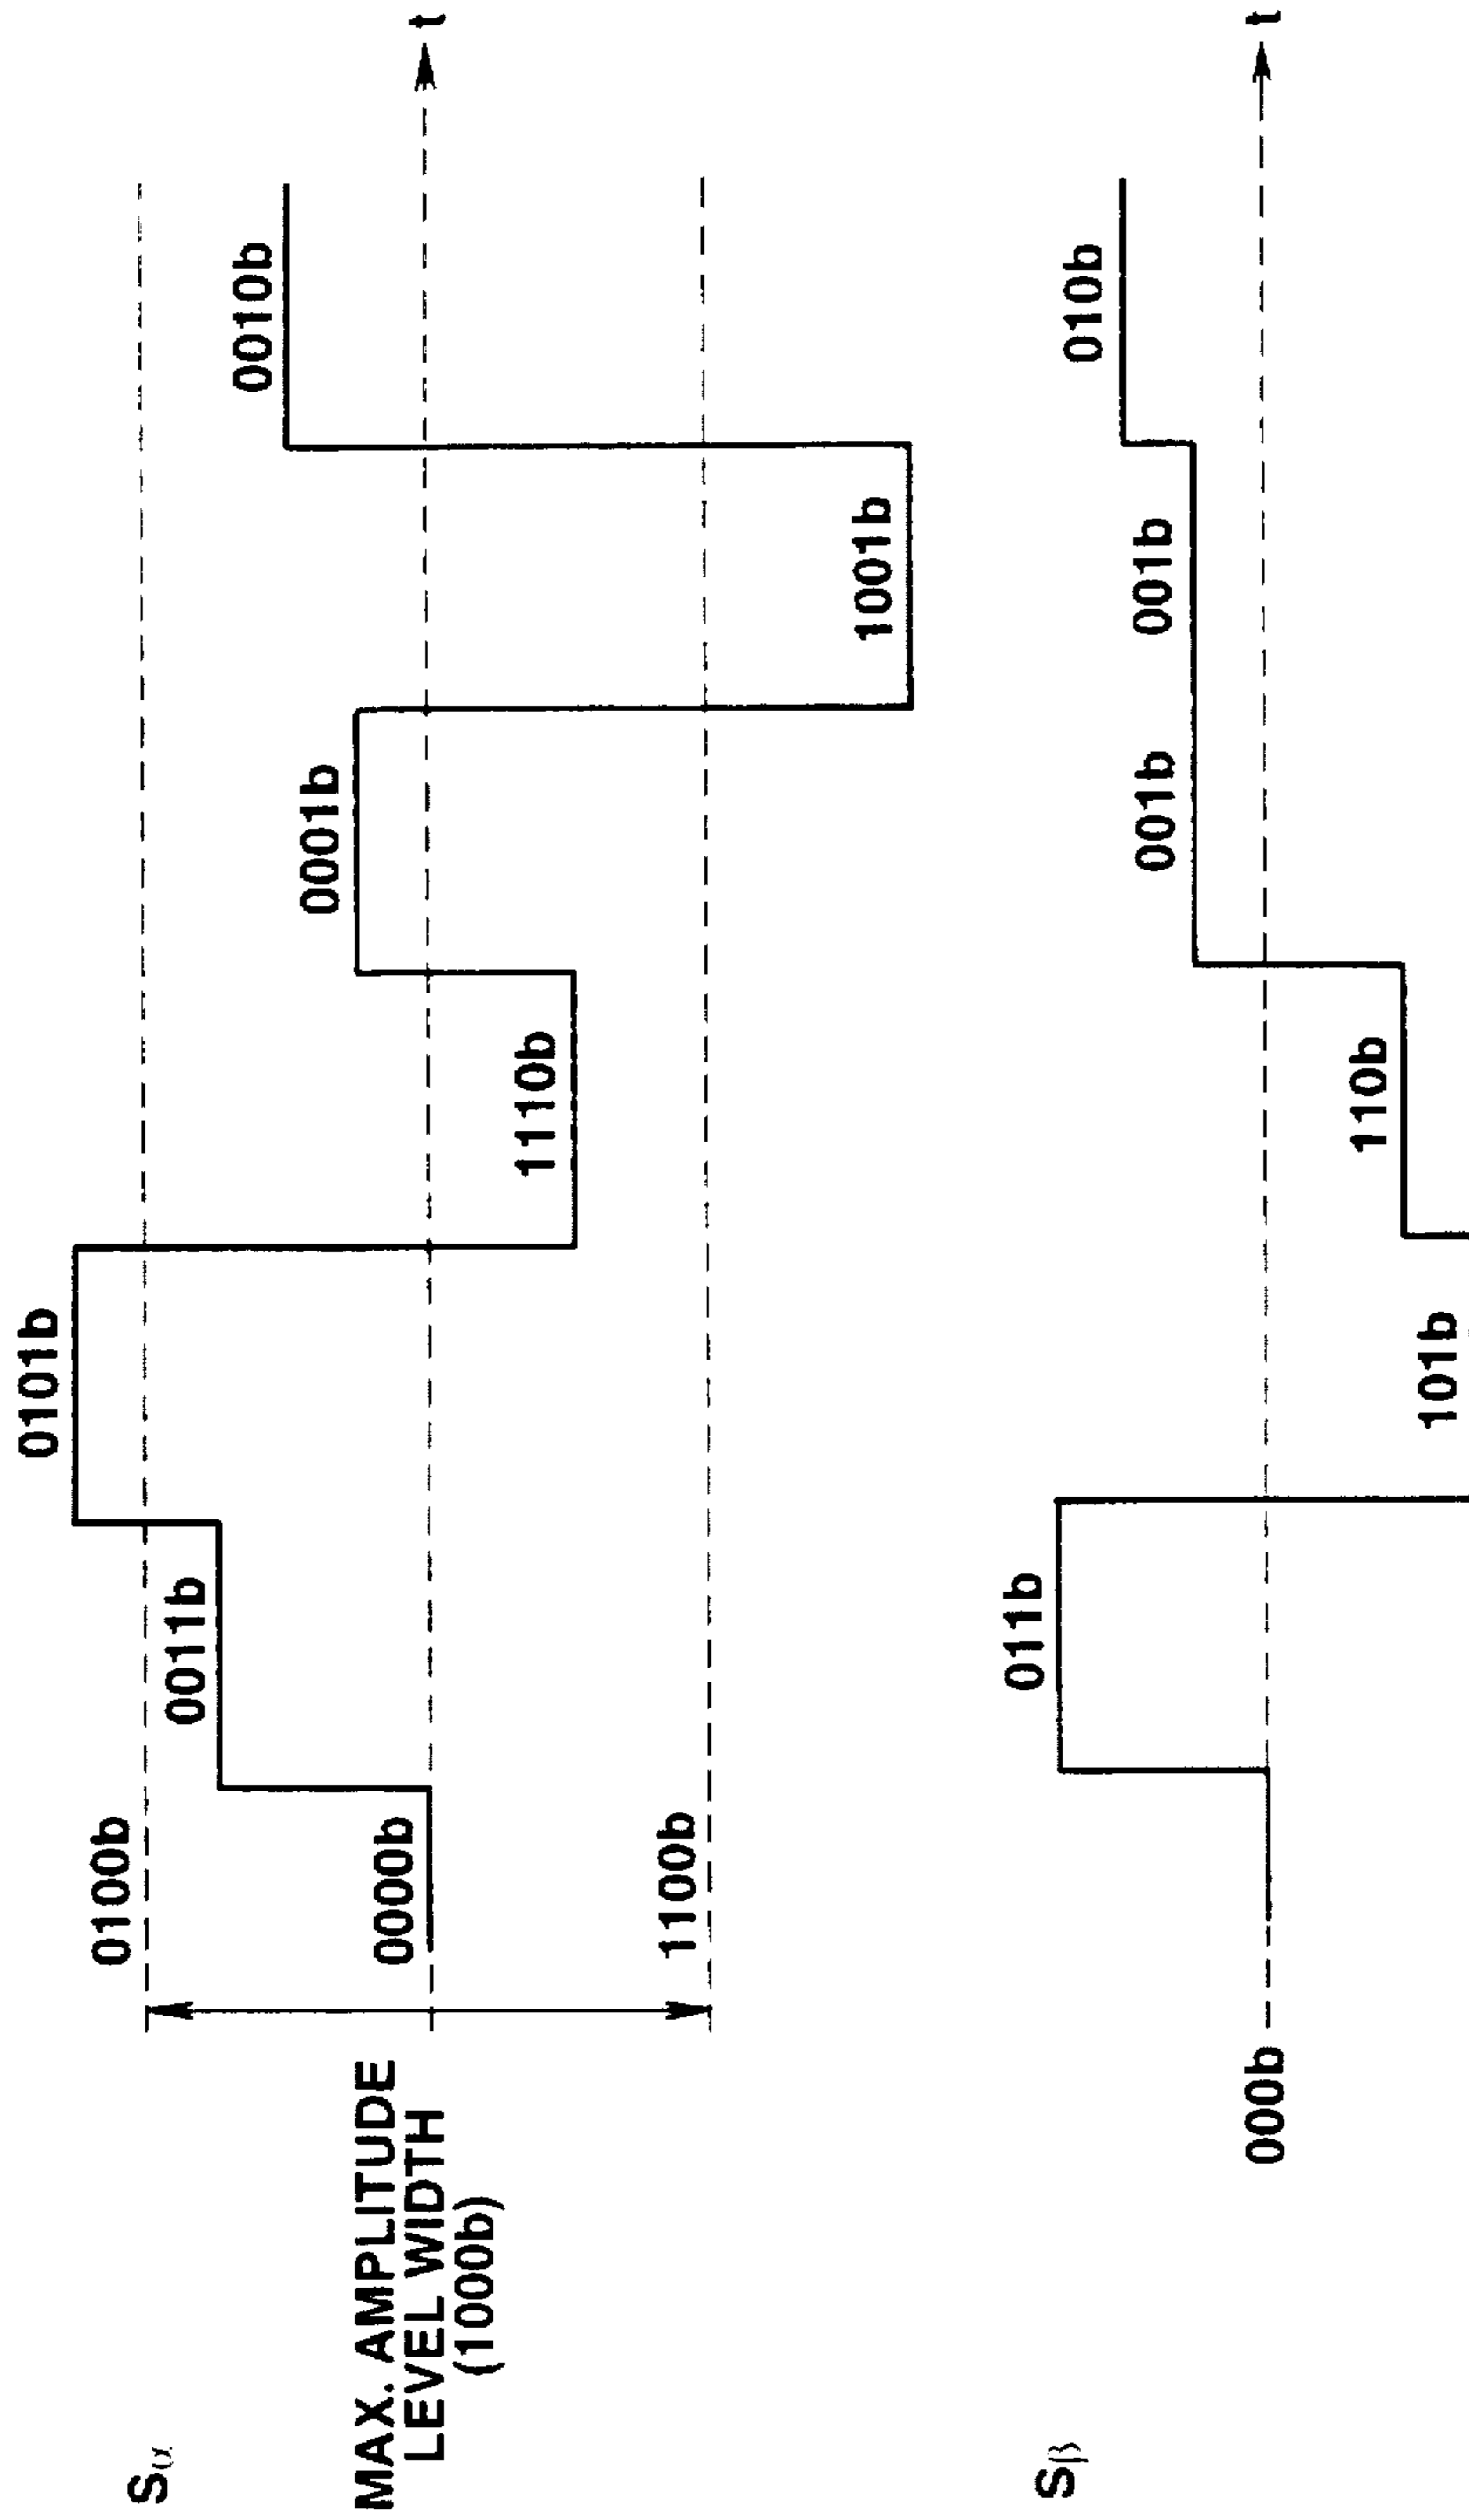 Sα
MAX. AMPLITUDE
LEVEL WIDTH
(1000b)
0100b
0000b
1100b
0011b
0101b
1110b
0001b
1001b
0010b
t
Sβ
000b
011b
101b
110b
001b
001b
010b
t